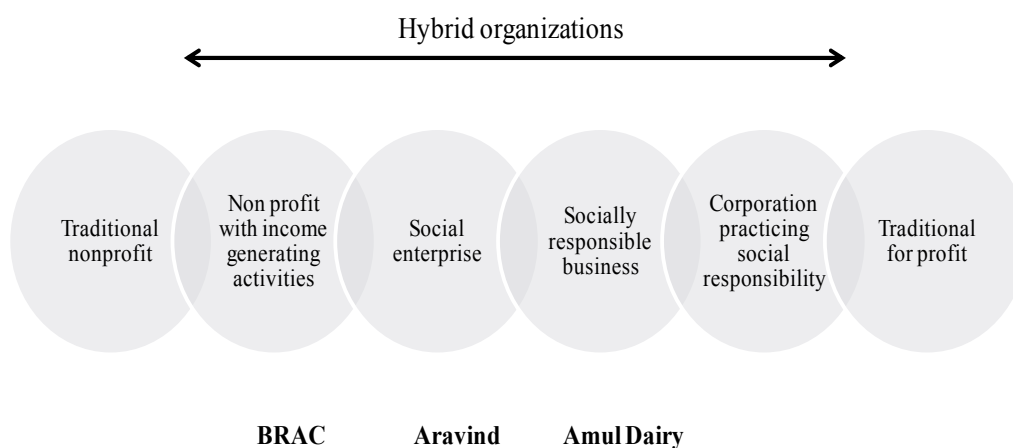 Hybrid organizations
Traditional
nonprofit
Non profit
with income
generating
activities
Social
enterprise
Socially
responsible
business
Corporation
practicing
social
responsibility
Traditional
for profit
BRAC
Aravind
Amul Dairy